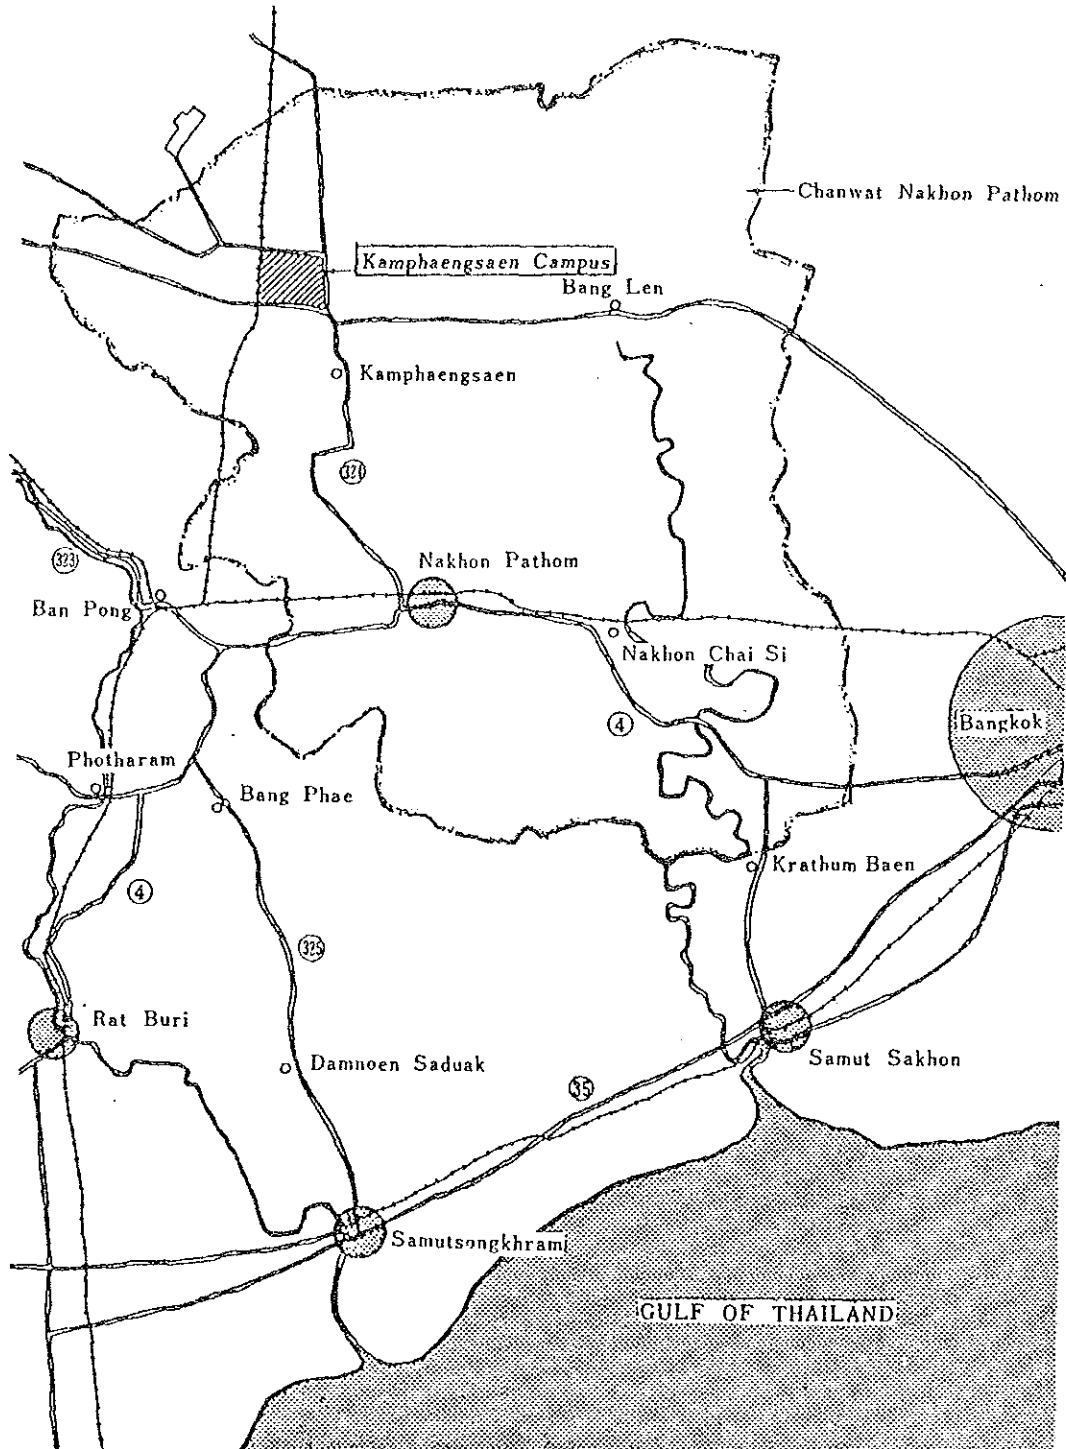 Chanwat Nakhon Pathom
Kamphaengsaen Campus
Bang Len
Kamphaengsaen
321
323
Nakhon Pathom
Ban Pong
Nakhon Chai Si
4
Bangkok
Photharam
Bang Phae
Krathum Baen
4
325
Rat Buri
Damnoen Saduak
Samut Sakhon
35
Samutsongkhram
GULF OF THAILAND